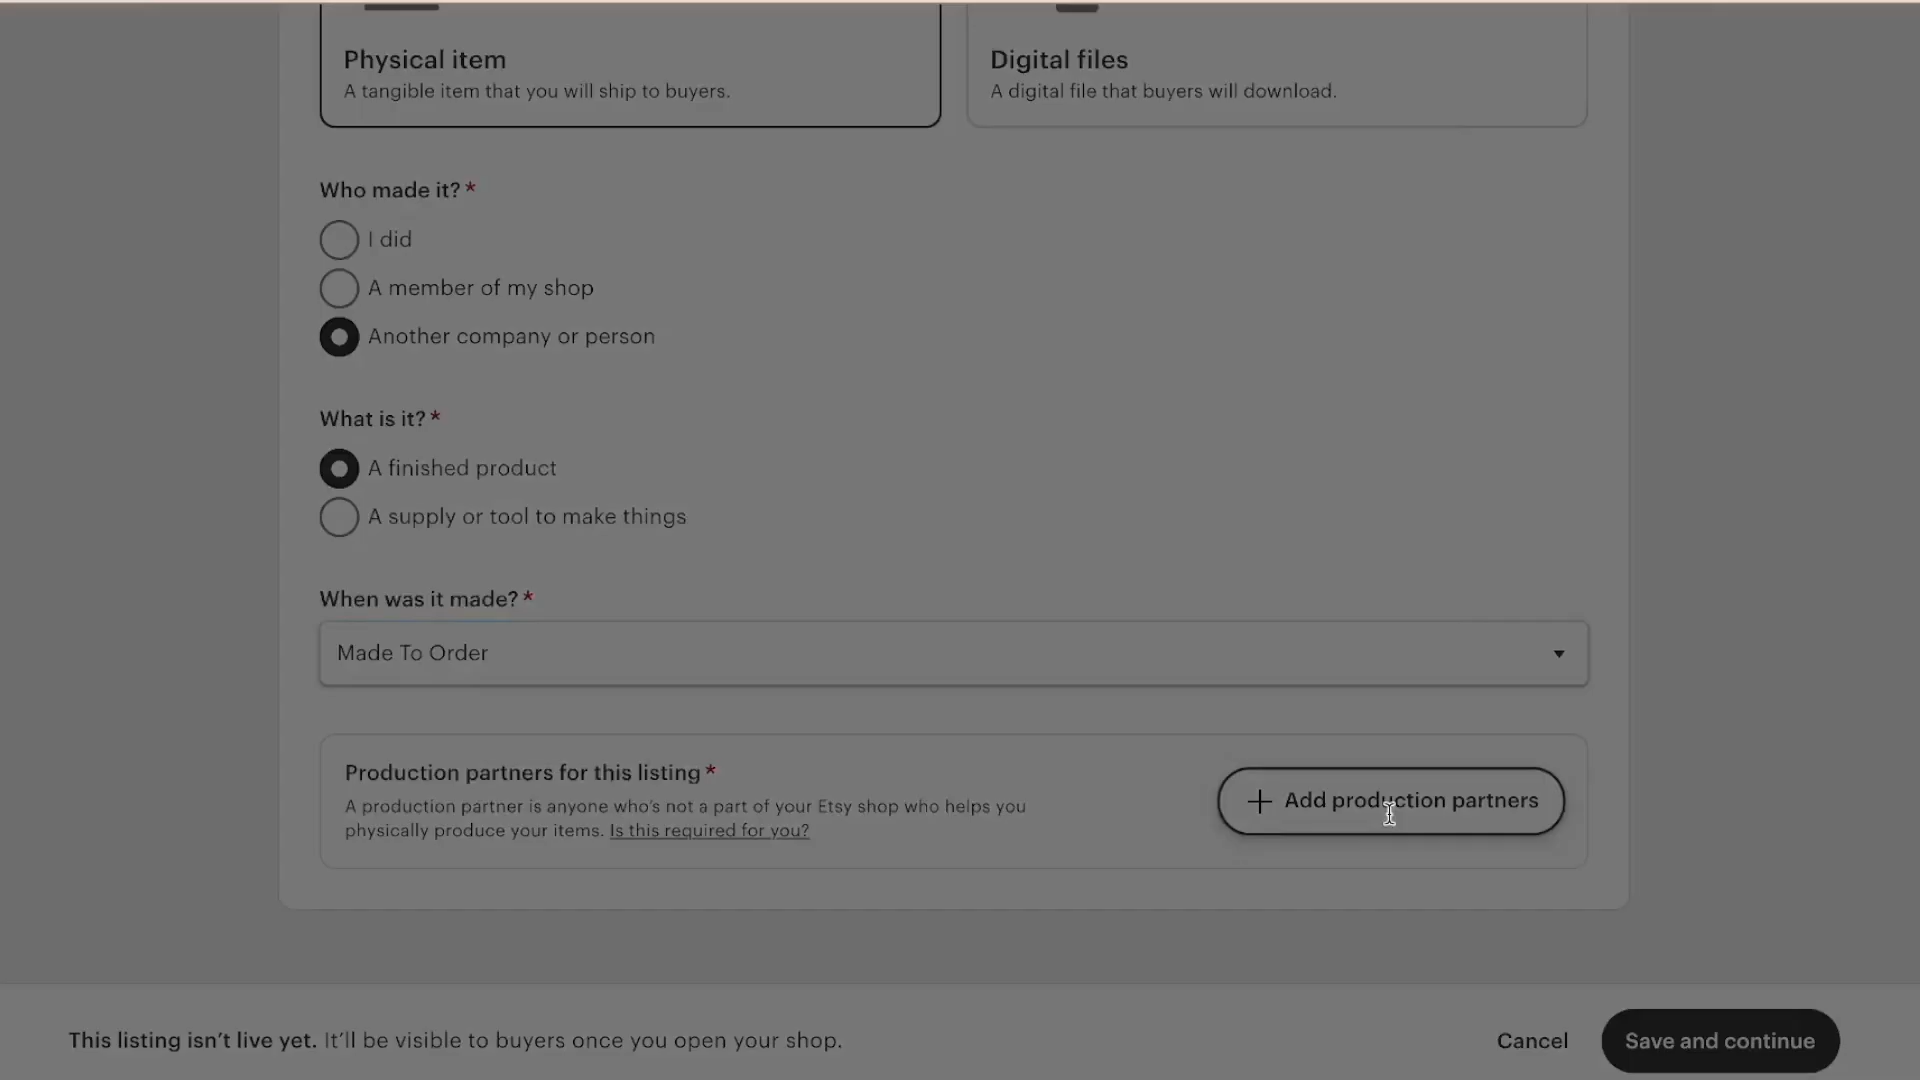 Physical item
A tangible item that you will ship to buyers.
Digital files
A digital file that buyers will download.
Who made it? *
I did
A member of my shop
Another company or person
What is it? *
A finished product
A supply or tool to make things
When was it made? *
Made To Order
Production partners for this listing *
A production partner is anyone who's not a part of your Etsy shop who helps you
physically produce your items. Is this required for you?
+ Add production partners
This listing isn't live yet. It'll be visible to buyers once you open your shop.
Cancel
Save and continue